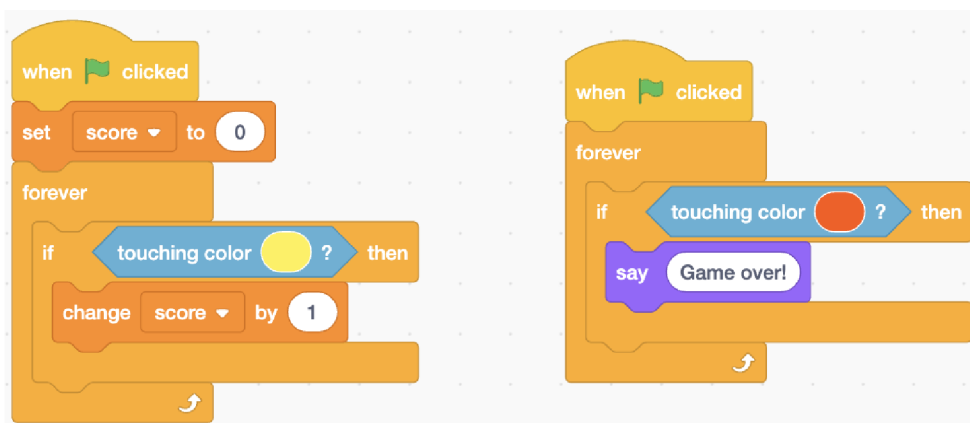 when clicked
set score to 0
forever
if touching color ? then
change score by 1
when clicked
forever
if touching color ? then
say Game over!